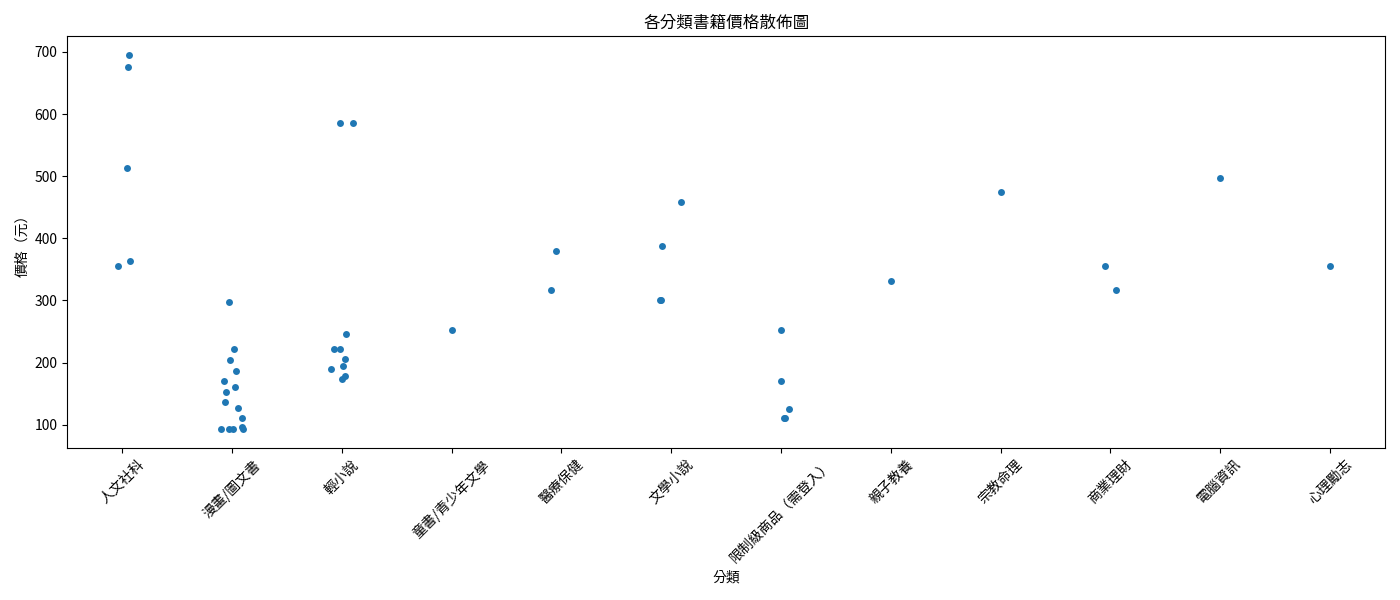 各分類書籍價格散佈圖
價格（元）
700
600
500
400
300
200
100
人文社科
漫畫/圖文書
輕小說
童書/青少年文學
醫療保健
文學小說
限制級商品（需登入）
親子教養
宗教命理
商業理財
電腦資訊
心理勵志
分類